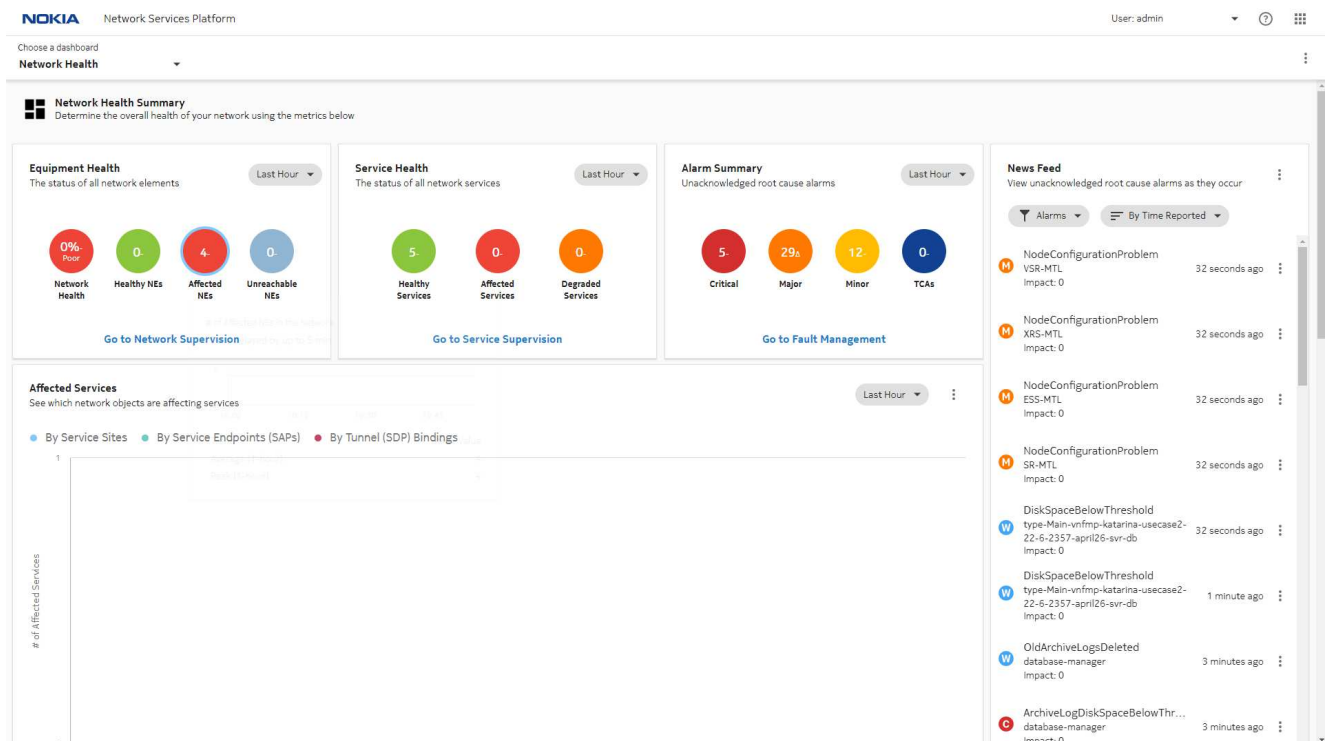 NOKIA Network Services Platform
User: admin
Choose a dashboard
Network Health
Network Health Summary
Determine the overall health of your network using the metrics below
Equipment Health
The status of all network elements
Last Hour
0%-
Poor
Network
Health
0-
Healthy NEs
4-
Affected
NEs
0-
Unreachable
NEs
Go to Network Supervision
Service Health
The status of all network services
Last Hour
5-
Healthy
Services
0-
Affected
Services
0-
Degraded
Services
Go to Service Supervision
Alarm Summary
Unacknowledged root cause alarms
Last Hour
5-
Critical
29▵
Major
12-
Minor
0-
TCAs
Go to Fault Management
Affected Services
See which network objects are affecting services
Last Hour
By Service Sites By Service Endpoints (SAPs) By Tunnel (SDP) Bindings
1
# of Affected Services
News Feed
View unacknowledged root cause alarms as they occur
Alarms
By Time Reported
M
NodeConfigurationProblem
VSR-MTL
Impact: 0
32 seconds ago
M
NodeConfigurationProblem
XRS-MTL
Impact: 0
32 seconds ago
M
NodeConfigurationProblem
ESS-MTL
Impact: 0
32 seconds ago
M
NodeConfigurationProblem
SR-MTL
Impact: 0
32 seconds ago
W
DiskSpaceBelowThreshold
type-Main-vnfmp-katarina-usecase2-
22-6-2357-april26-svr-db
Impact: 0
32 seconds ago
W
DiskSpaceBelowThreshold
type-Main-vnfmp-katarina-usecase2-
22-6-2357-april26-svr-db
Impact: 0
1 minute ago
W
OldArchiveLogsDeleted
database-manager
Impact: 0
3 minutes ago
C
ArchiveLogDiskSpaceBelowThr...
database-manager
Impact: 0
3 minutes ago